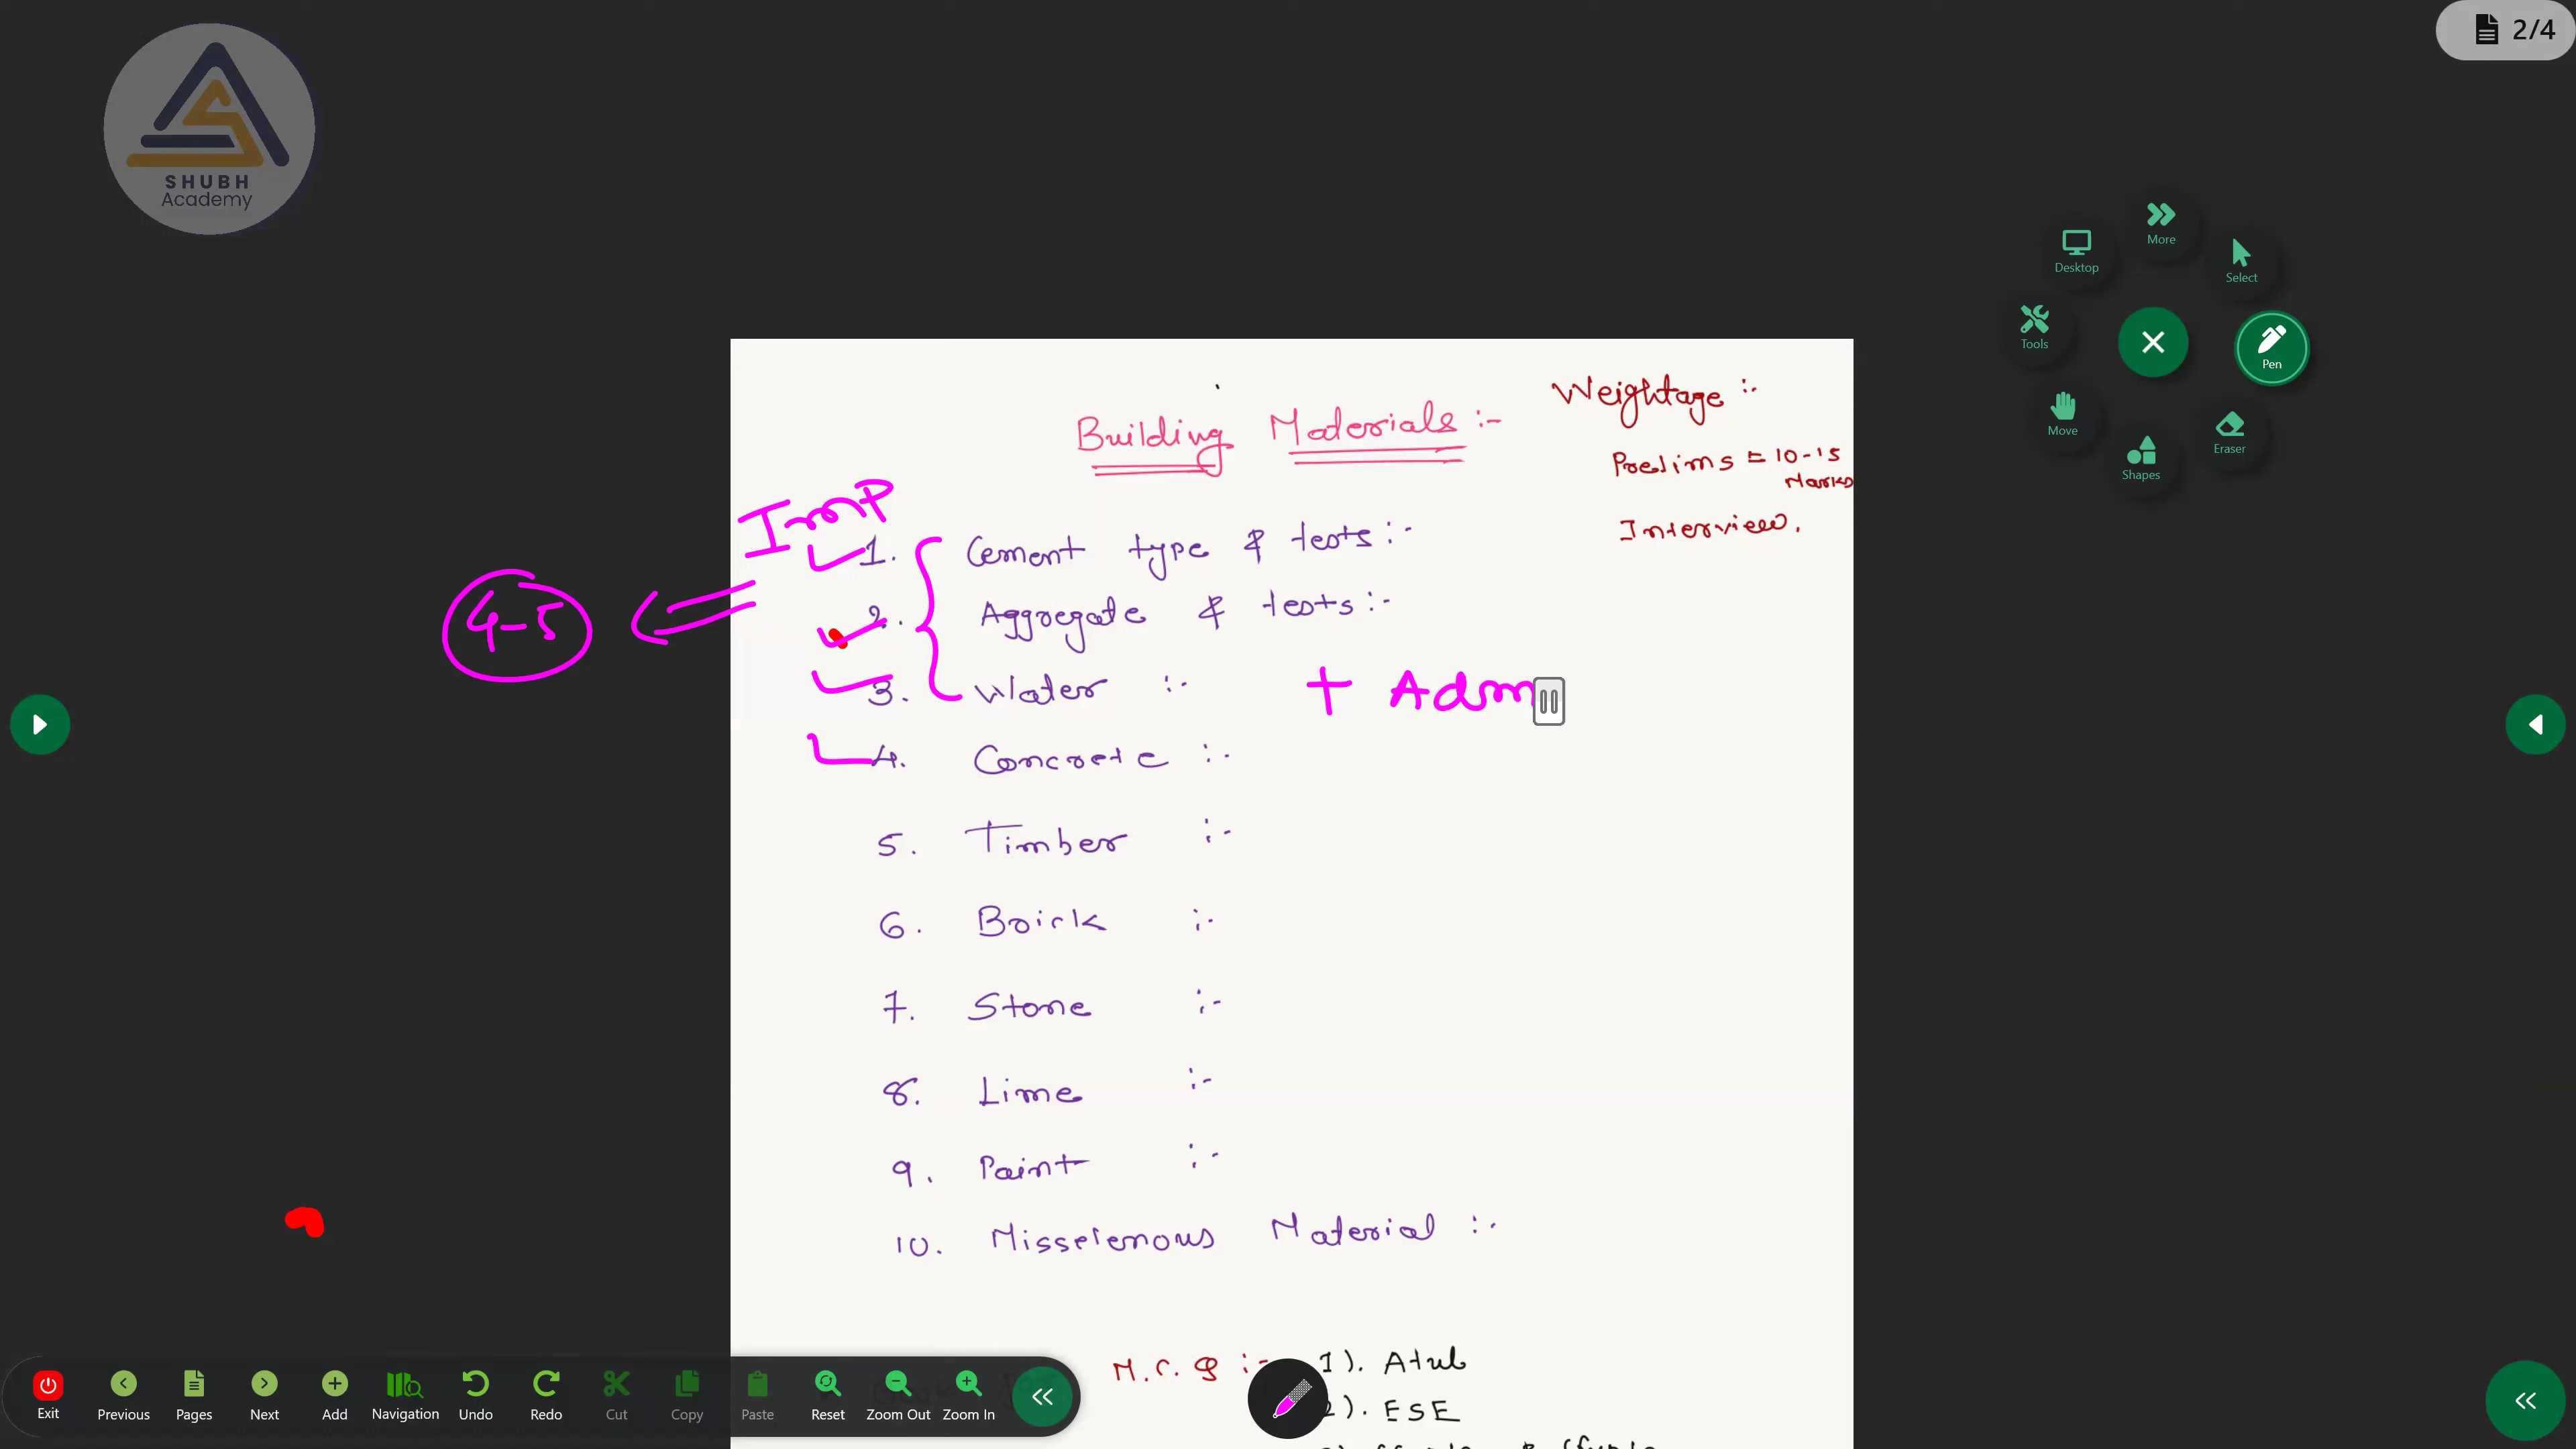 SHUBH
Academy
2/4
More
Desktop
Select
Tools
Pen
Move
Eraser
Shapes
Building Materials :-
Weightage :-
Prelims = 10-15
Marks
Interview.
Imp
1. Cement type & tests :-
4-5
2. Aggregate & tests :-
3. Water :-
+ Adm
4. Concrete :-
5. Timber :-
6. Brick :-
7. Stone :-
8. Lime :-
9. Paint :-
10. Misselenous Material :-
M.C.Q :- 1). Atul
2). ESE
Exit
Previous
Pages
Next
Add
Navigation
Undo
Redo
Cut
Copy
Paste
Reset
Zoom Out
Zoom In